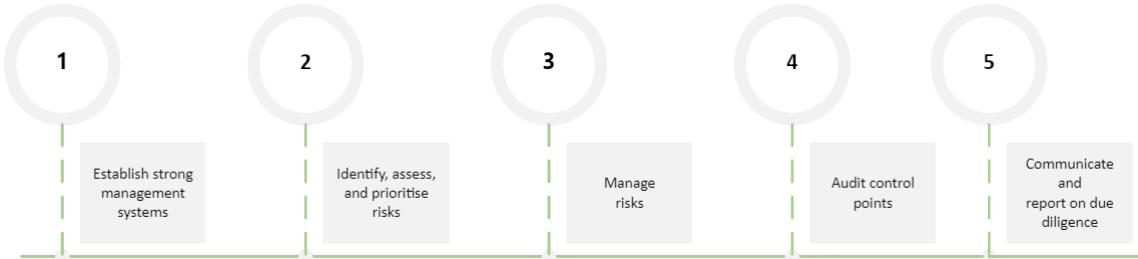 1
2
3
4
5
Establish strong
management
systems
Identify, assess,
and prioritise
risks
Manage
risks
Audit control
points
Communicate
and
report on due
diligence